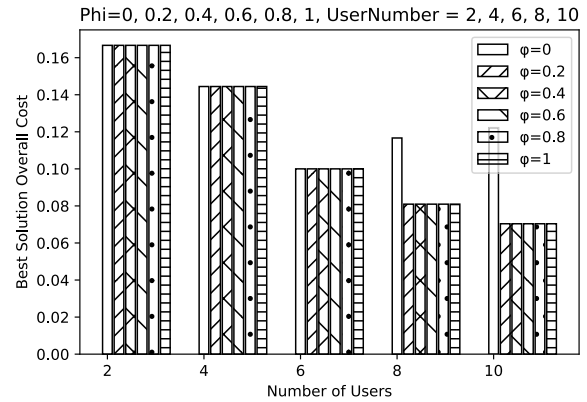 Phi=0, 0.2, 0.4, 0.6, 0.8, 1, UserNumber = 2, 4, 6, 8, 10
φ=0
φ=0.2
φ=0.4
φ=0.6
φ=0.8
φ=1
Best Solution Overall Cost
0.16
0.14
0.12
0.10
0.08
0.06
0.04
0.02
0.00
2 4 6 8 10
Number of Users